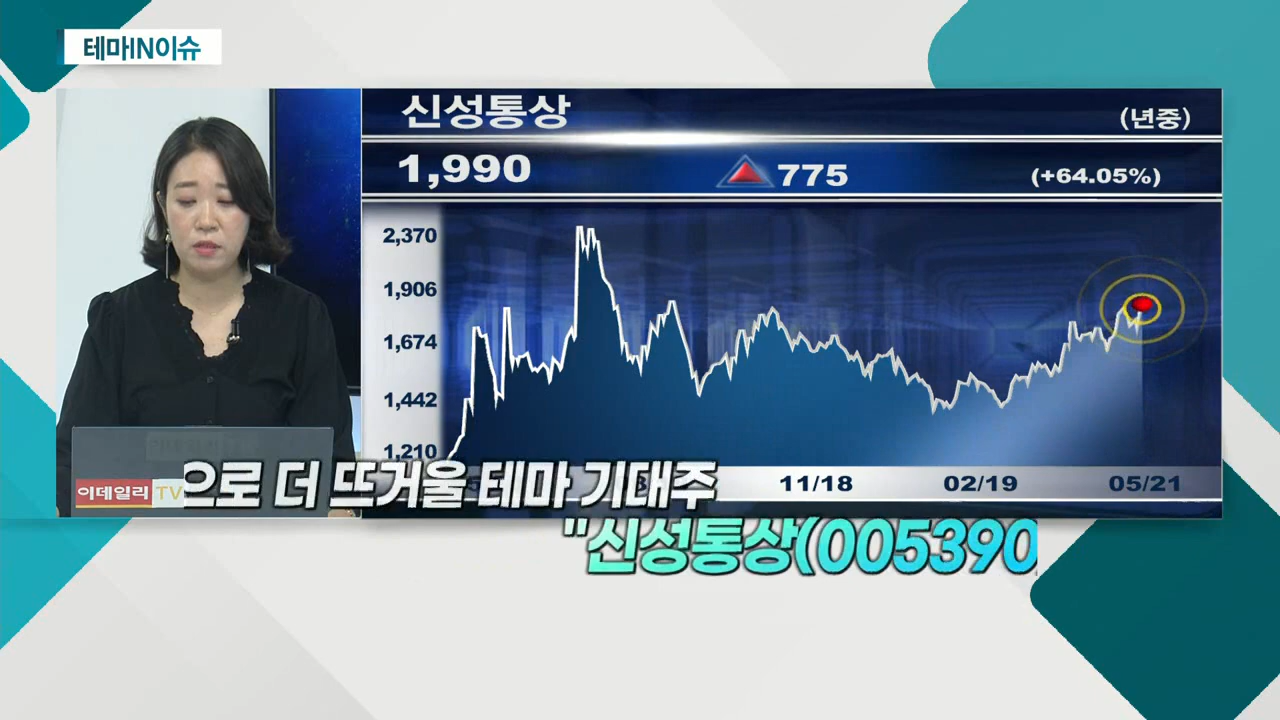 테마IN이슈
신성통상
(년중)
1,990
775
(+64.05%)
2,370
1,906
1,674
1,442
1,210
11/18
02/19
05/21
이데일리TV
으로 더 뜨거울 테마 기대주
"신성통상(005390